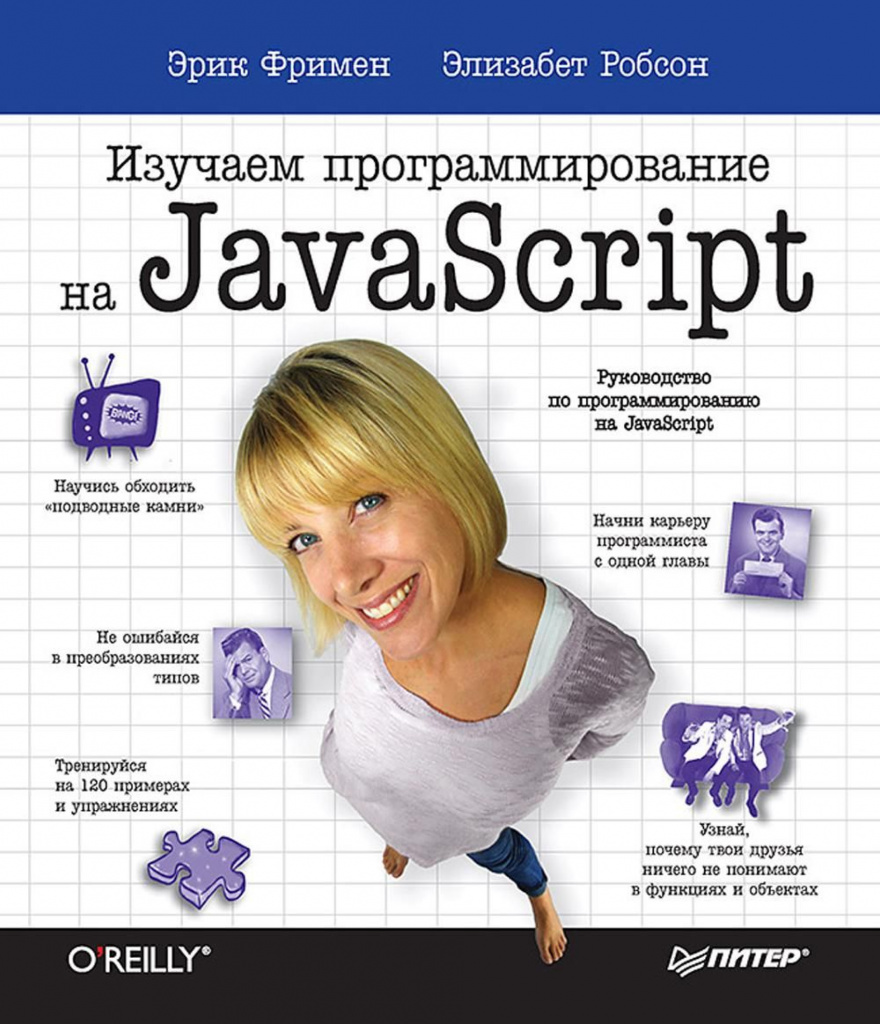 Эрик Фримен Элизабет Робсон
Изучаем программирование
на JavaScript
Руководство
по программированию
на JavaScript
BANG!
Научись обходить
«подводные камни»
Начни карьеру
программиста
с одной главы
Не ошибайся
в преобразованиях
типов
Тренируйся
на 120 примерах
и упражнениях
Узнай,
почему твои друзья
ничего не понимают
в функциях и объектах
O'REILLY®
ПИТЕР®